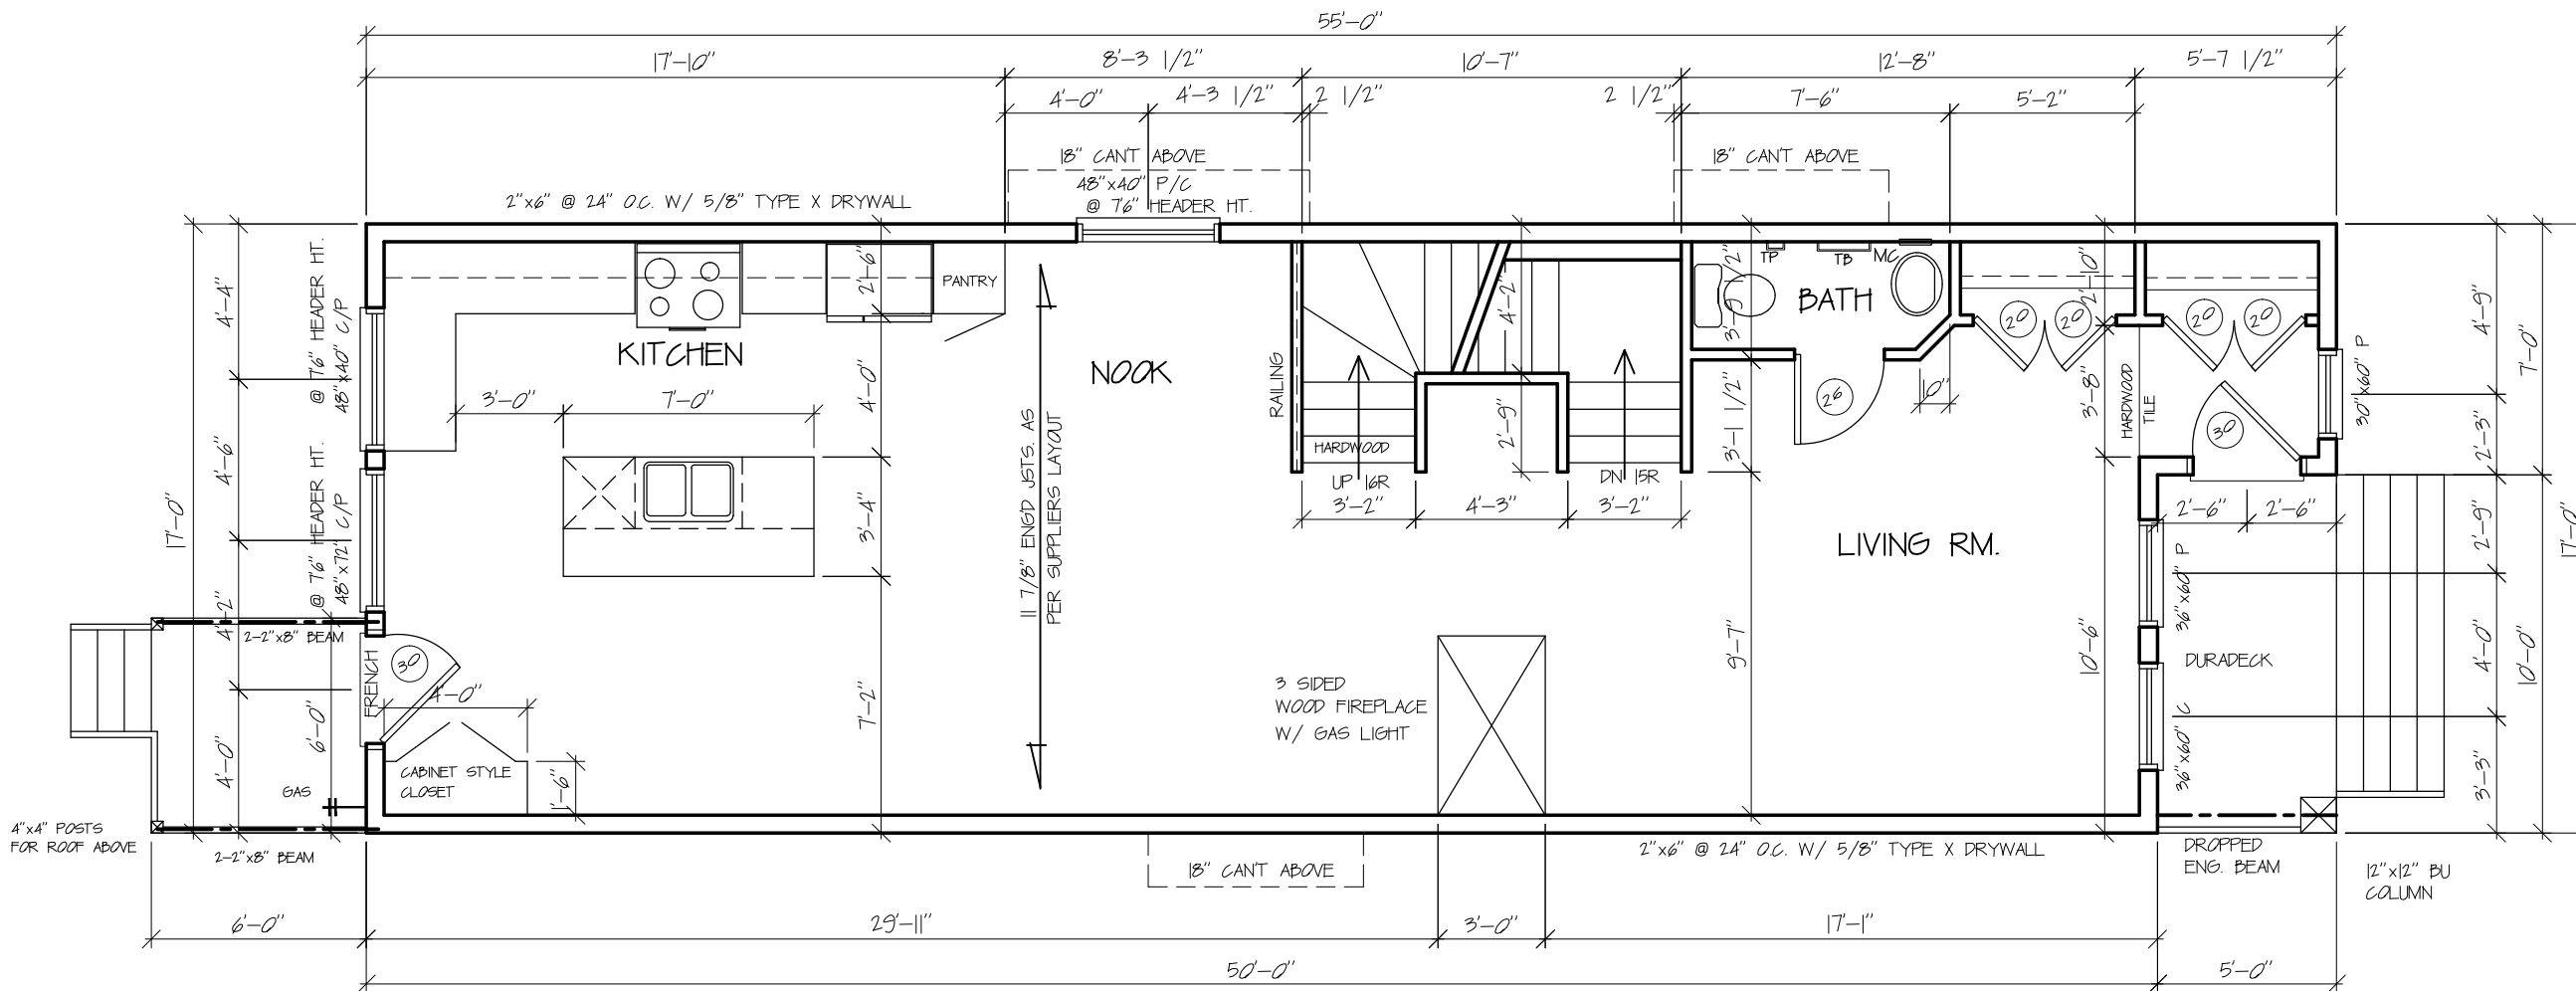 55'-0"
17'-10"
8'-3 1/2"
10'-7"
12'-8"
5'-7 1/2"
4'-0"
4'-3 1/2"
2 1/2"
2 1/2"
7'-6"
5'-2"
18" CAN'T ABOVE
18" CAN'T ABOVE
48"x40" P/C
@ 7'6" HEADER HT.
2"x6" @ 24" O.C. W/ 5/8" TYPE X DRYWALL
17'-0"
4'-4"
4'-6"
4'-2"
4'-0"
6'-0"
@ 7'6" HEADER HT.
48"x40" C/P
@ 7'6" HEADER HT.
48"x72" C/P
2'-6"
PANTRY
KITCHEN
NOOK
3'-0"
7'-0"
4'-0"
3'-4"
7'-2"
11 7/8" ENG'D JSTS. AS
PER SUPPLIERS LAYOUT
RAILING
HARDWOOD
UP 16R
DN 15R
4'-2"
2'-9"
3'-2"
4'-3"
3'-2"
TP
TB
MC
BATH
3'-9 1/2"
3'-1 1/2"
9'-7"
26
10"
20
20
20
20
2'-10"
3'-8"
10'-6"
HARDWOOD
TILE
30
30"x60" P
2'-6"
2'-6"
4'-9"
2'-3"
2'-9"
4'-0"
3'-3"
7'-0"
10'-0"
17'-0"
LIVING RM.
36"x60" P
36"x60" C
DURADECK
2-2"x8" BEAM
FRENCH
30
4'-0"
1'-6"
CABINET STYLE
CLOSET
GAS
4"x4" POSTS
FOR ROOF ABOVE
2-2"x8" BEAM
3 SIDED
WOOD FIREPLACE
W/ GAS LIGHT
18" CAN'T ABOVE
2"x6" @ 24" O.C. W/ 5/8" TYPE X DRYWALL
DROPPED
ENG. BEAM
12"x12" BU
COLUMN
6'-0"
29'-11"
3'-0"
17'-1"
50'-0"
5'-0"